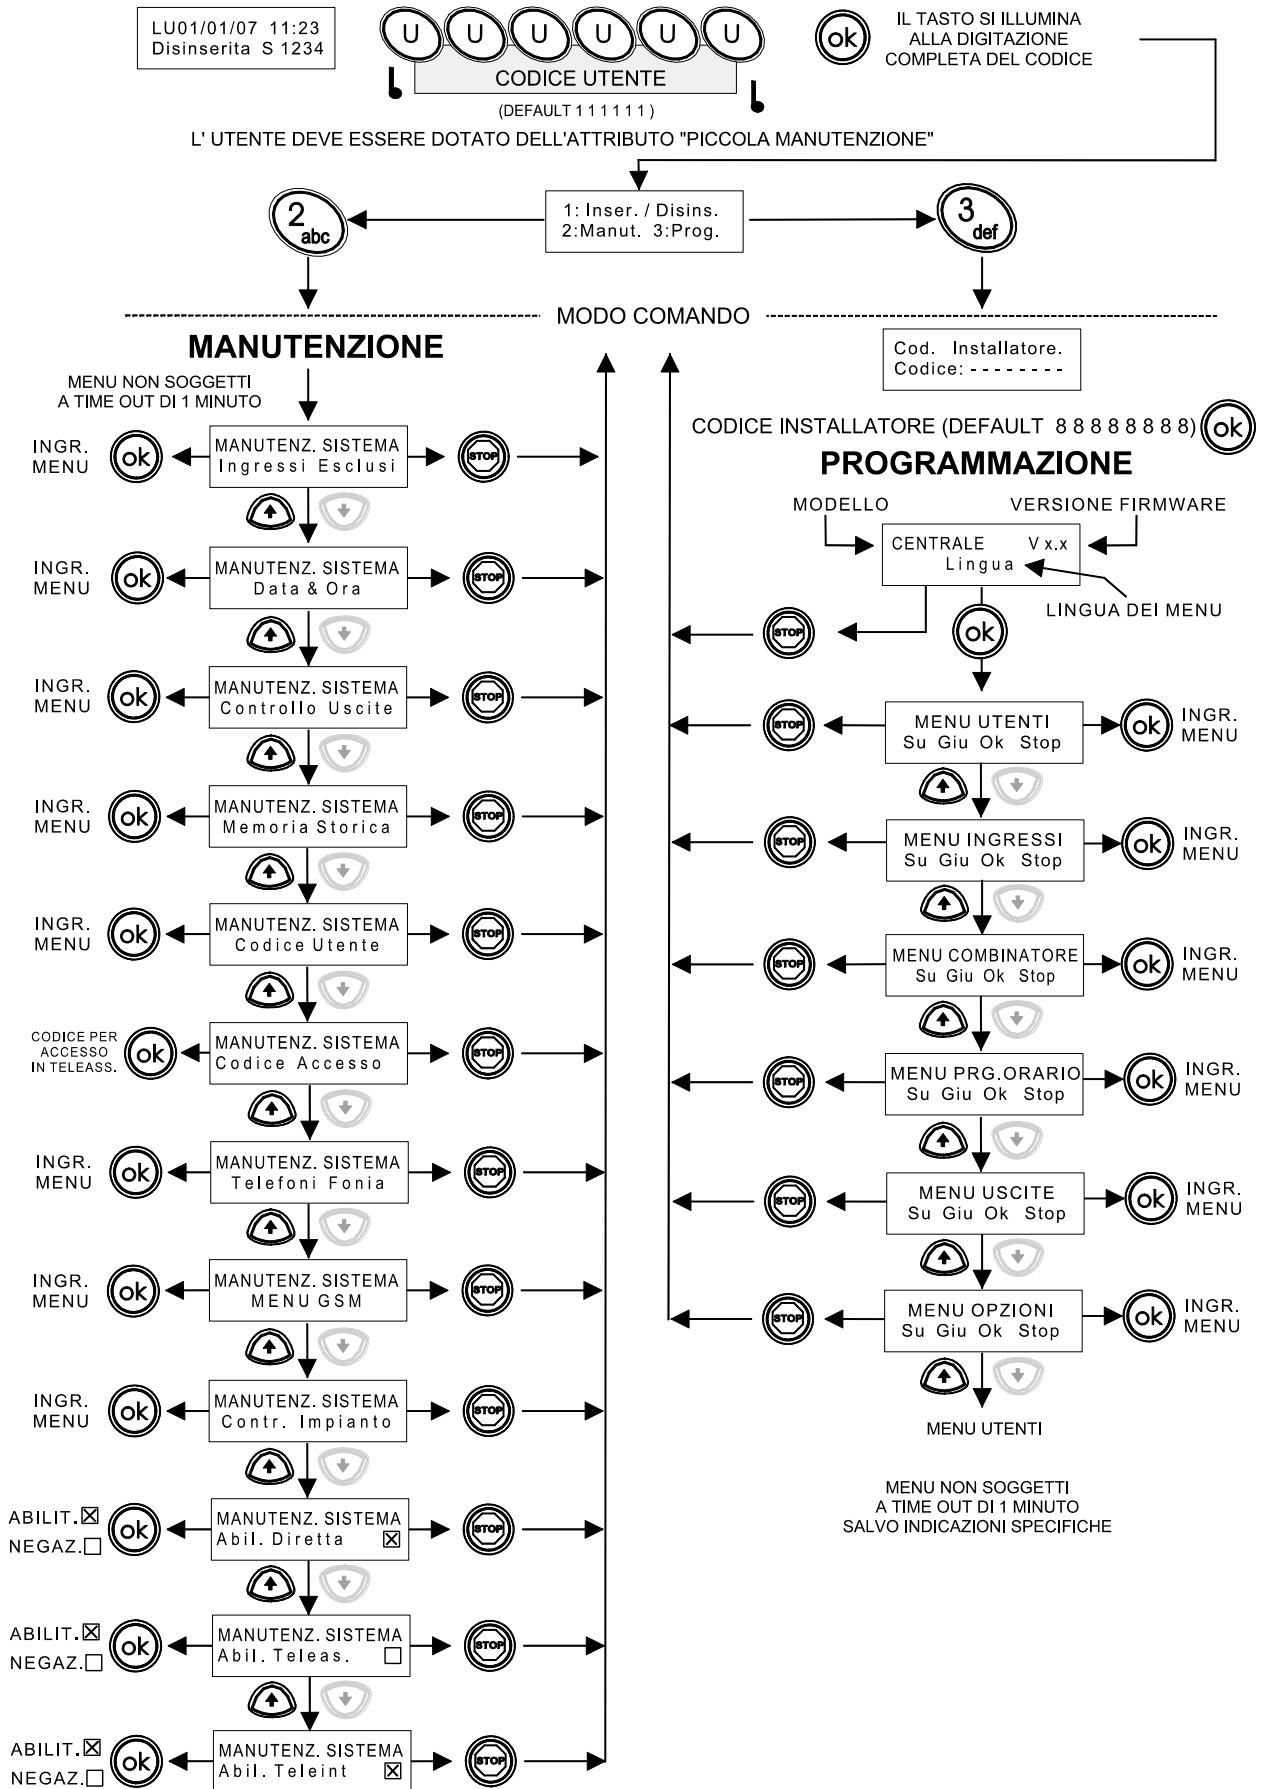 LU01/01/07 11:23
Disinserita S 1234
U U U U U U
CODICE UTENTE
(DEFAULT 1 1 1 1 1 1 )
ok
IL TASTO SI ILLUMINA
ALLA DIGITAZIONE
COMPLETA DEL CODICE
L' UTENTE DEVE ESSERE DOTATO DELL'ATTRIBUTO "PICCOLA MANUTENZIONE"
2 abc
1: Inser. / Disins.
2:Manut. 3:Prog.
3 def
MODO COMANDO
MANUTENZIONE
MENU NON SOGGETTI
A TIME OUT DI 1 MINUTO
INGR.
MENU
ok
MANUTENZ. SISTEMA
Ingressi Esclusi
STOP
INGR.
MENU
ok
MANUTENZ. SISTEMA
Data & Ora
STOP
INGR.
MENU
ok
MANUTENZ. SISTEMA
Controllo Uscite
STOP
INGR.
MENU
ok
MANUTENZ. SISTEMA
Memoria Storica
STOP
INGR.
MENU
ok
MANUTENZ. SISTEMA
Codice Utente
STOP
CODICE PER
ACCESSO
IN TELEASS.
ok
MANUTENZ. SISTEMA
Codice Accesso
STOP
INGR.
MENU
ok
MANUTENZ. SISTEMA
Telefoni Fonia
STOP
INGR.
MENU
ok
MANUTENZ. SISTEMA
MENU GSM
STOP
INGR.
MENU
ok
MANUTENZ. SISTEMA
Contr. Impianto
STOP
ABILIT.☒
NEGAZ.☐
ok
MANUTENZ. SISTEMA
Abil. Diretta ☒
STOP
ABILIT.☒
NEGAZ.☐
ok
MANUTENZ. SISTEMA
Abil. Teleas. ☐
STOP
ABILIT.☒
NEGAZ.☐
ok
MANUTENZ. SISTEMA
Abil. Teleint ☒
STOP
Cod. Installatore.
Codice: - - - - - - - -
CODICE INSTALLATORE (DEFAULT 8 8 8 8 8 8 8 8)
ok
PROGRAMMAZIONE
MODELLO
VERSIONE FIRMWARE
CENTRALE V x.x
Lingua
LINGUA DEI MENU
STOP
ok
STOP
MENU UTENTI
Su Giu Ok Stop
ok
INGR.
MENU
STOP
MENU INGRESSI
Su Giu Ok Stop
ok
INGR.
MENU
STOP
MENU COMBINATORE
Su Giu Ok Stop
ok
INGR.
MENU
STOP
MENU PRG.ORARIO
Su Giu Ok Stop
ok
INGR.
MENU
STOP
MENU USCITE
Su Giu Ok Stop
ok
INGR.
MENU
STOP
MENU OPZIONI
Su Giu Ok Stop
ok
INGR.
MENU
MENU UTENTI
MENU NON SOGGETTI
A TIME OUT DI 1 MINUTO
SALVO INDICAZIONI SPECIFICHE